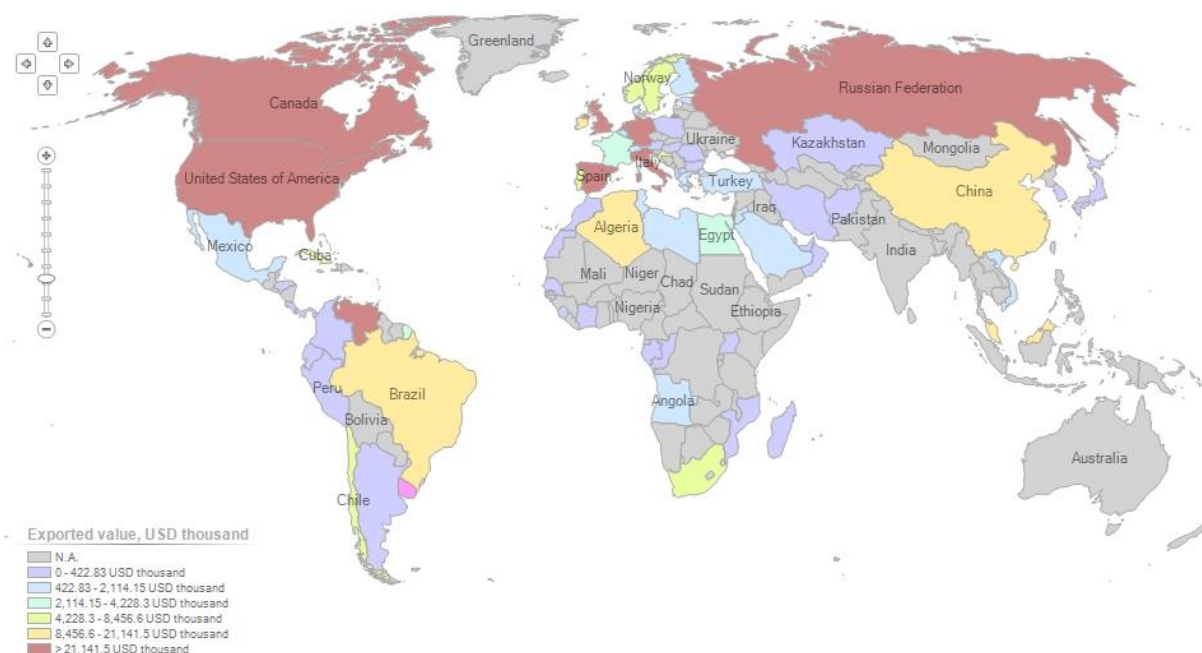 Greenland
Norway
Russian Federation
Canada
Ukraine
Kazakhstan
Mongolia
Italy
Spain
United States of America
Turkey
China
Iraq
Pakistan
Algeria
Egypt
Mexico
Cuba
India
Mali
Niger
Chad
Sudan
Nigeria
Ethiopia
Peru
Brazil
Angola
Bolivia
Australia
Chile
Exported value, USD thousand
N.A.
0 - 422.83 USD thousand
422.83 - 2,114.15 USD thousand
2,114.15 - 4,228.3 USD thousand
4,228.3 - 8,456.6 USD thousand
8,456.6 - 21,141.5 USD thousand
> 21,141.5 USD thousand